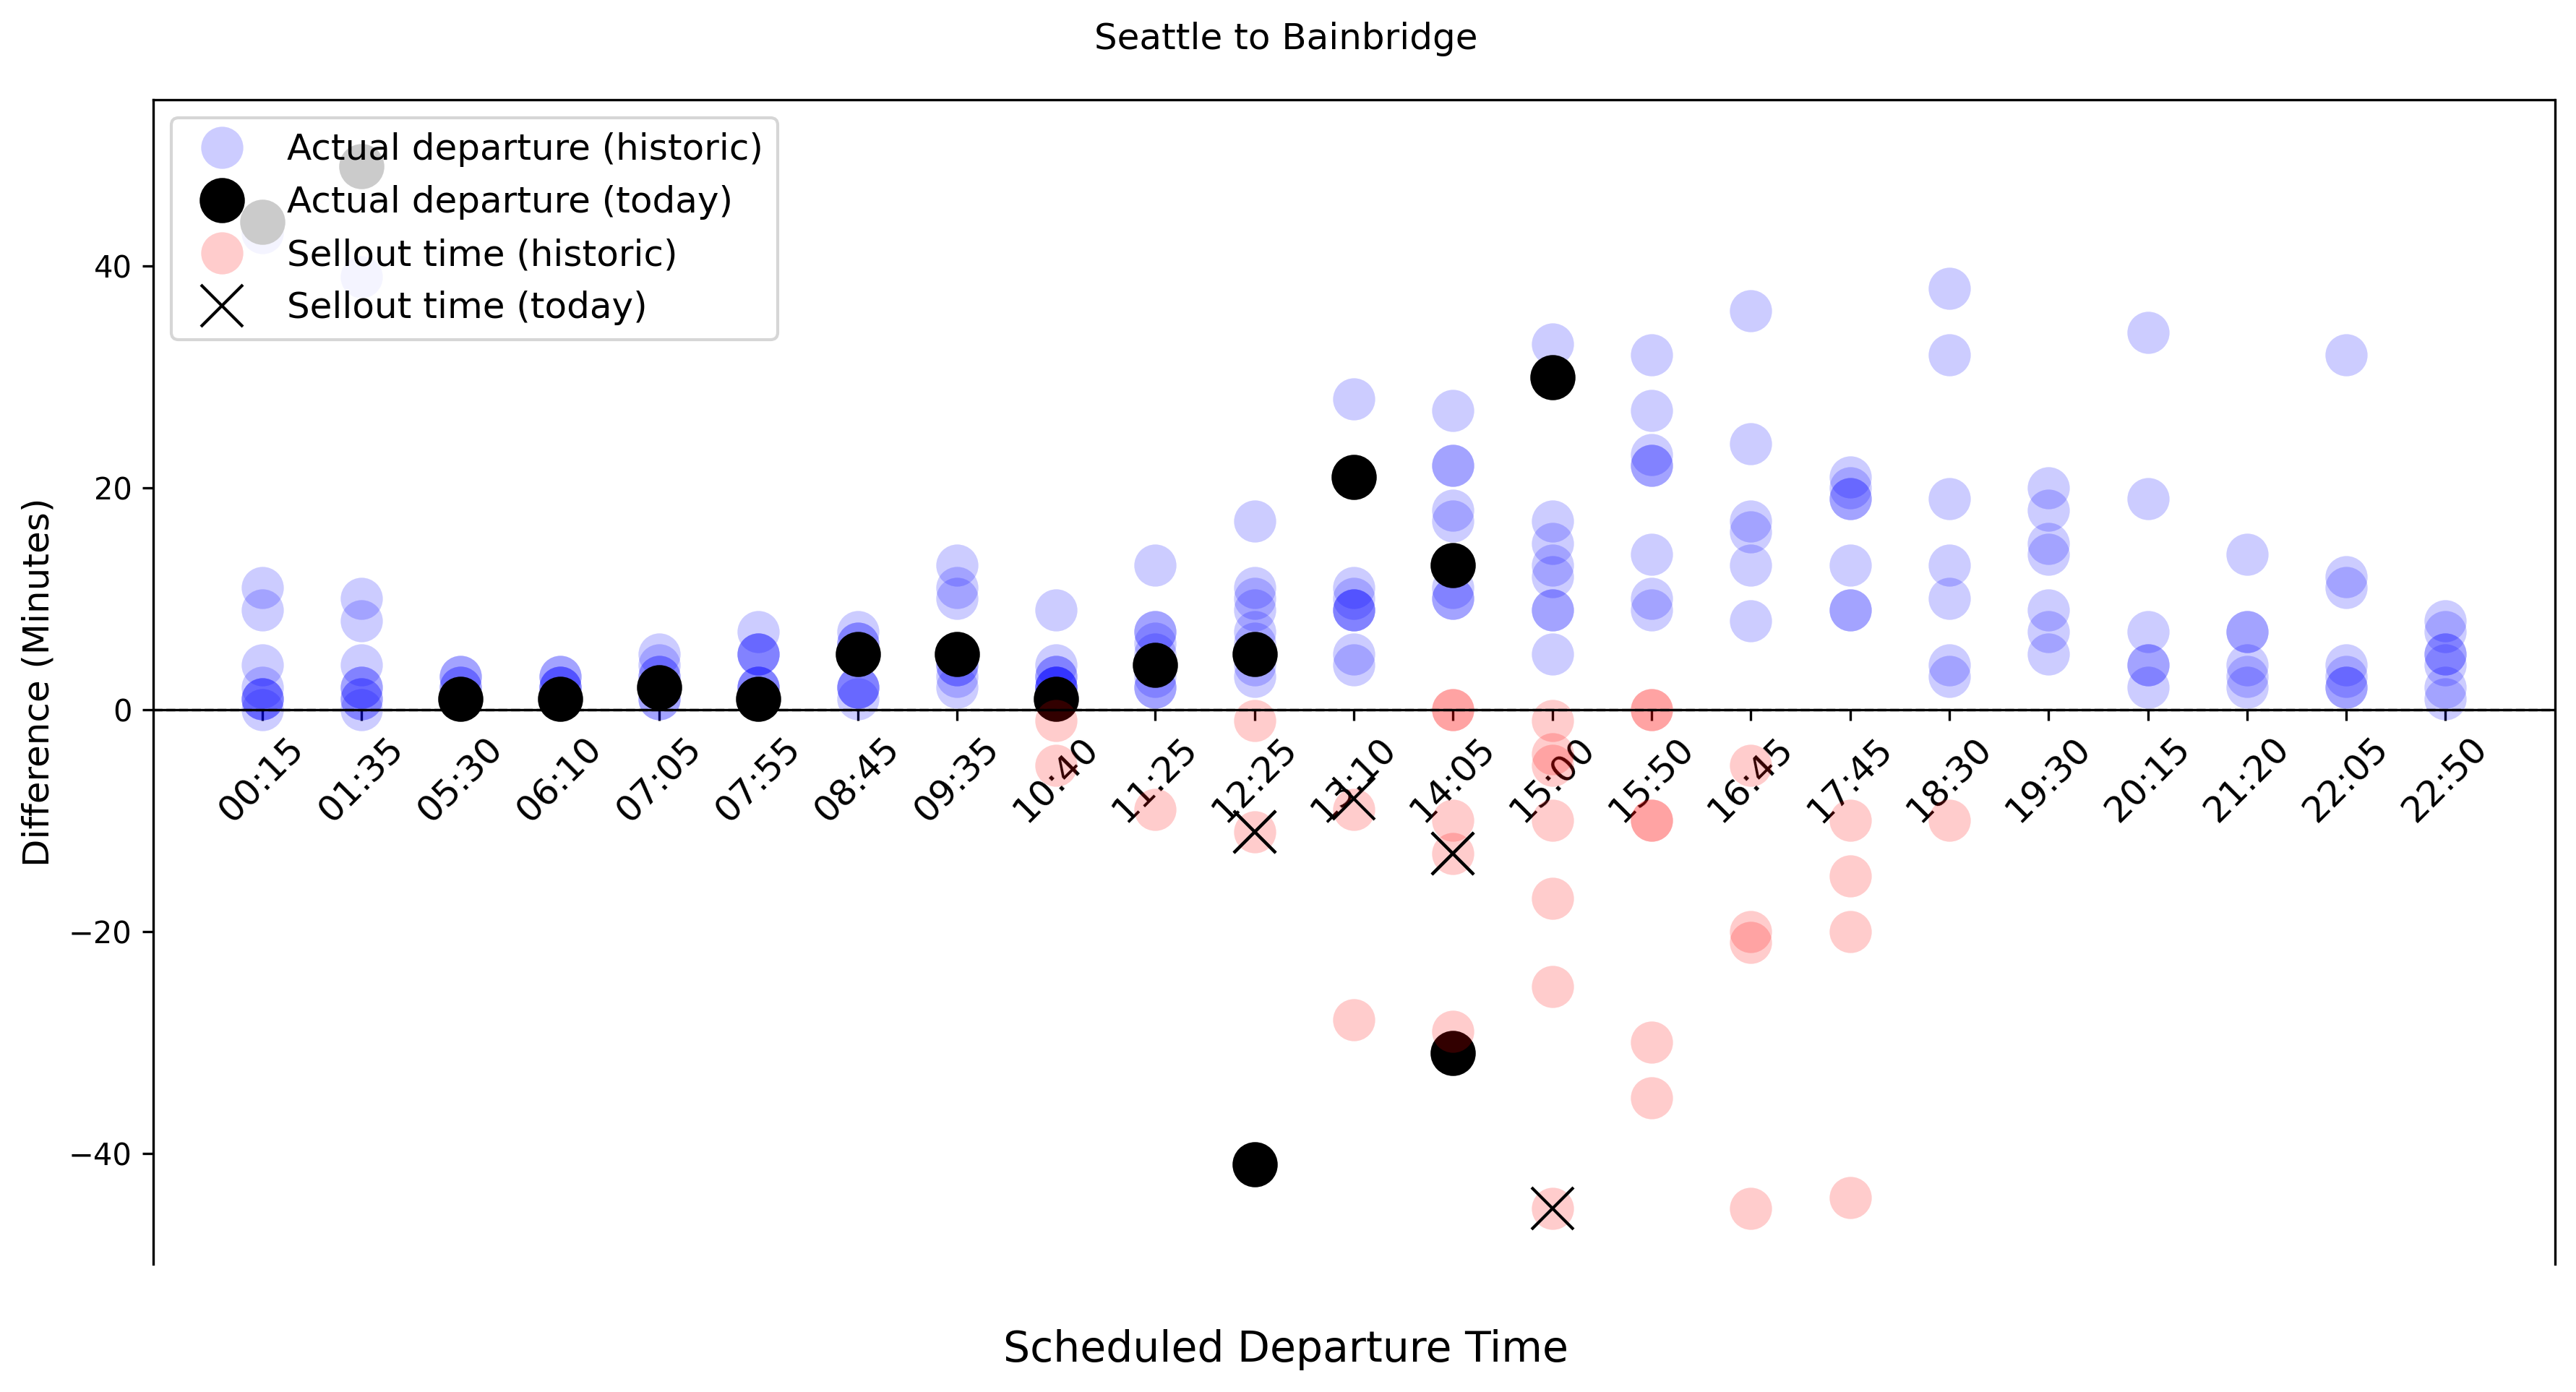 Seattle to Bainbridge
Actual departure (historic)
Actual departure (today)
Sellout time (historic)
Sellout time (today)
Difference (Minutes)
40
20
0
−20
−40
00:15 01:35 05:30 06:10 07:05 07:55 08:45 09:35 10:40 11:25 12:25 13:10 14:05 15:00 15:50 16:45 17:45 18:30 19:30 20:15 21:20 22:05 22:50
Scheduled Departure Time